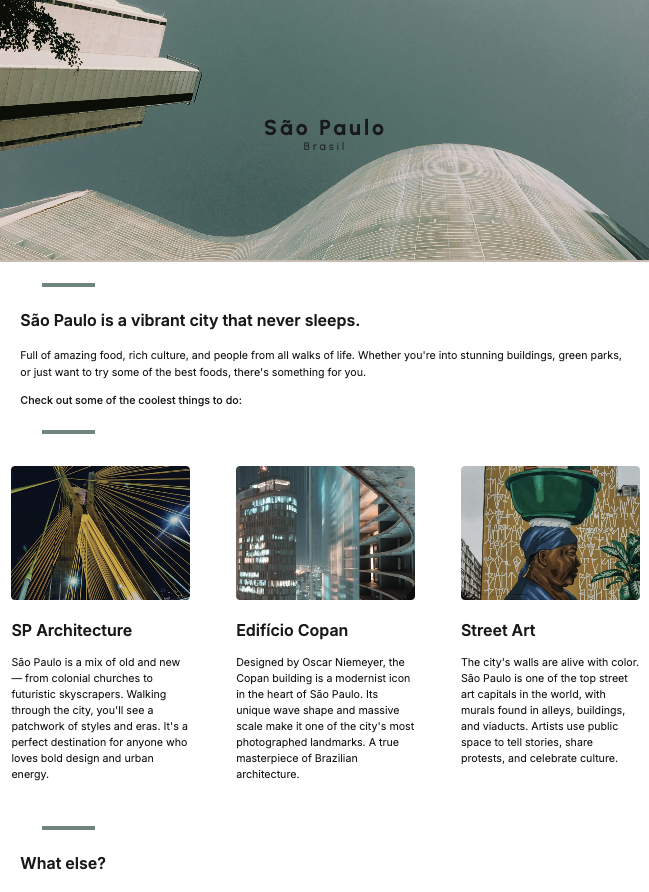 São Paulo
Brasil
São Paulo is a vibrant city that never sleeps.
Full of amazing food, rich culture, and people from all walks of life. Whether you're into stunning buildings, green parks,
or just want to try some of the best foods, there's something for you.
Check out some of the coolest things to do:
SP Architecture
São Paulo is a mix of old and new
— from colonial churches to
futuristic skyscrapers. Walking
through the city, you'll see a
patchwork of styles and eras. It's a
perfect destination for anyone who
loves bold design and urban
energy.
Edifício Copan
Designed by Oscar Niemeyer, the
Copan building is a modernist icon
in the heart of São Paulo. Its
unique wave shape and massive
scale make it one of the city's most
photographed landmarks. A true
masterpiece of Brazilian
architecture.
Street Art
The city's walls are alive with color.
São Paulo is one of the top street
art capitals in the world, with
murals found in alleys, buildings,
and viaducts. Artists use public
space to tell stories, share
protests, and celebrate culture.
What else?